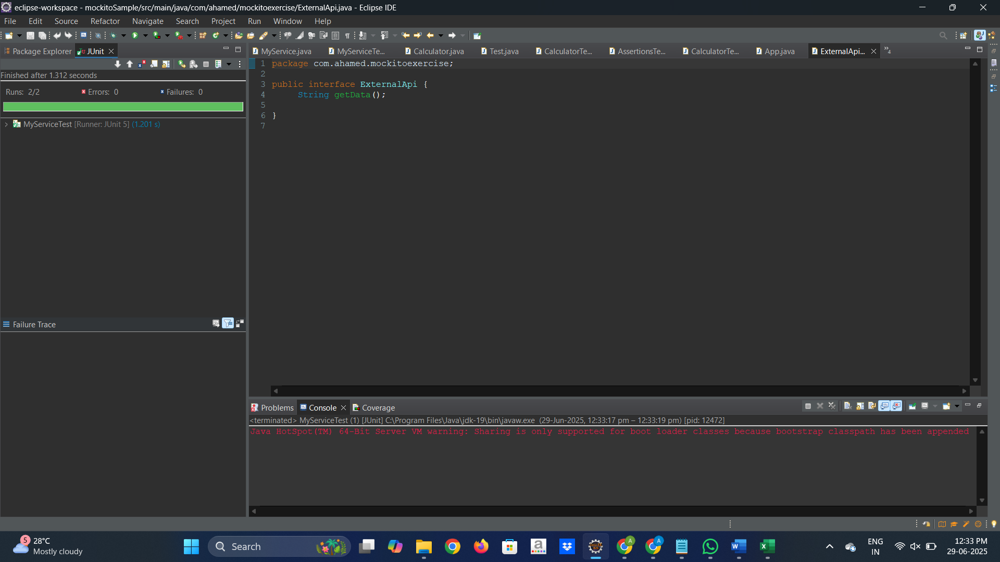 eclipse-workspace - mockitoSample/src/main/java/com/ahamed/mockitoexercise/ExternalApi.java - Eclipse IDE
File Edit Source Refactor Navigate Search Project Run Window Help
Package Explorer JUnit
MyService.java MyServiceTe... Calculator.java Test.java CalculatorTe... AssertionsTe... CalculatorTe... App.java ExternalApi... 4
Finished after 1.312 seconds
Runs: 2/2 Errors: 0 Failures: 0
MyServiceTest [Runner: JUnit 5] (1.201 s)
Failure Trace
1 package com.ahamed.mockitoexercise;
2
3 public interface ExternalApi {
4 String getData();
5
6 }
7
Problems Console Coverage
<terminated> MyServiceTest (1) [JUnit] C:\Program Files\Java\jdk-19\bin\javaw.exe (29-Jun-2025, 12:33:17 pm – 12:33:19 pm) [pid: 12472]
Java HotSpot(TM) 64-Bit Server VM warning: Sharing is only supported for boot loader classes because bootstrap classpath has been appended
5
28°C
Mostly cloudy
Search
ENG
IN
12:33 PM
29-06-2025